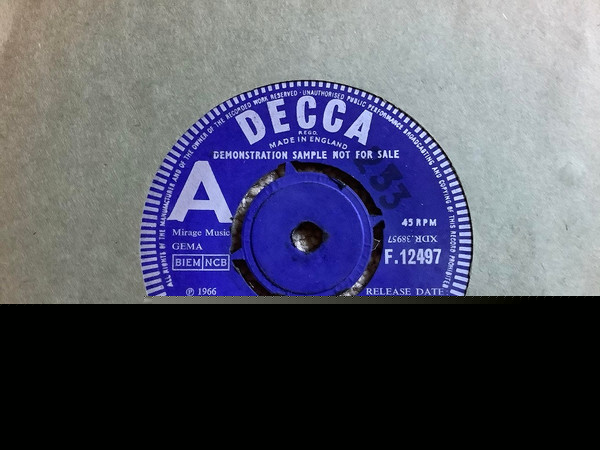 ALL RIGHTS OF THE MANUFACTURER AND OF THE OWNER OF THE RECORDED WORK RESERVED · UNAUTHORISED PUBLIC PERFORMANCE BROADCASTING AND COPYING OF THIS RECORD PROHIBITED
DECCA
REGD.
MADE IN ENGLAND
DEMONSTRATION SAMPLE NOT FOR SALE
233
A
45 RPM
Mirage Music
XDR.38957
GEMA
F.12497
BIEM NCB
℗ 1966
RELEASE DATE: